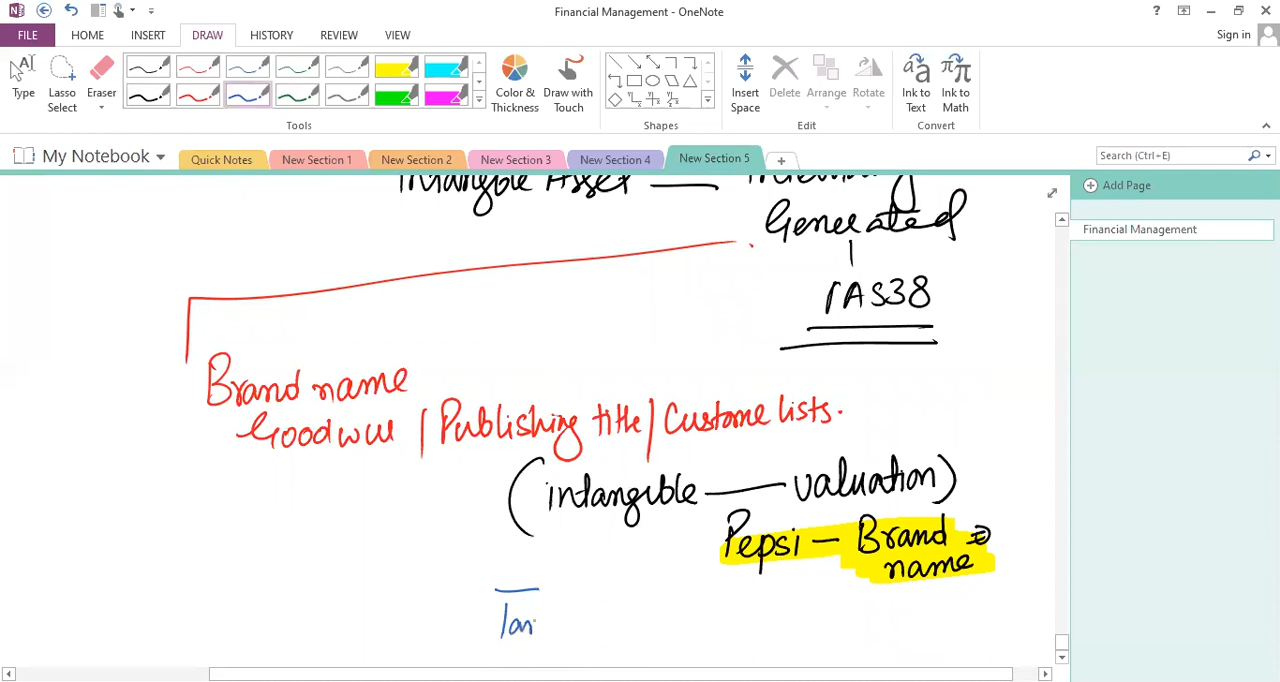 Financial Management - OneNote
?
Sign in
FILE HOME INSERT DRAW HISTORY REVIEW VIEW
Type
Lasso Select
Eraser
Color & Thickness
Draw with Touch
Insert Space
Delete
Arrange
Rotate
Ink to Text
Ink to Math
Tools
Shapes
Edit
Convert
My Notebook
Quick Notes New Section 1 New Section 2 New Section 3 New Section 4 New Section 5
Search (Ctrl+E)
Add Page
Financial Management
Intangible Asset —
Generated
IAS38
Brand name
Goodwill / Publishing title / Custome lists.
(intangible — valuation)
Pepsi — Brand
name